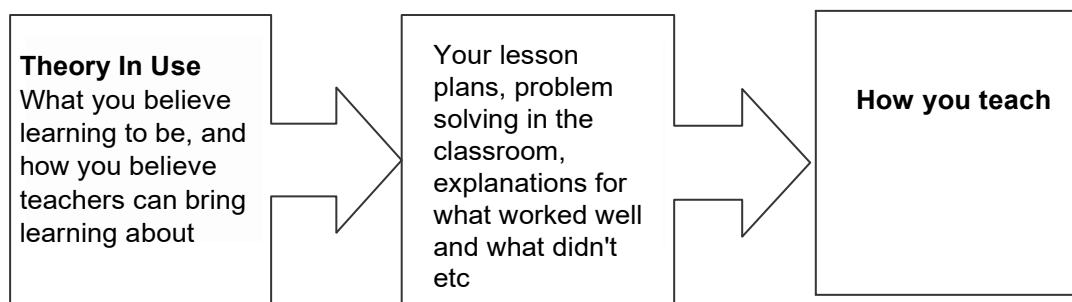 Theory In Use
What you believe
learning to be, and
how you believe
teachers can bring
learning about
Your lesson
plans, problem
solving in the
classroom,
explanations for
what worked well
and what didn't
etc
How you teach